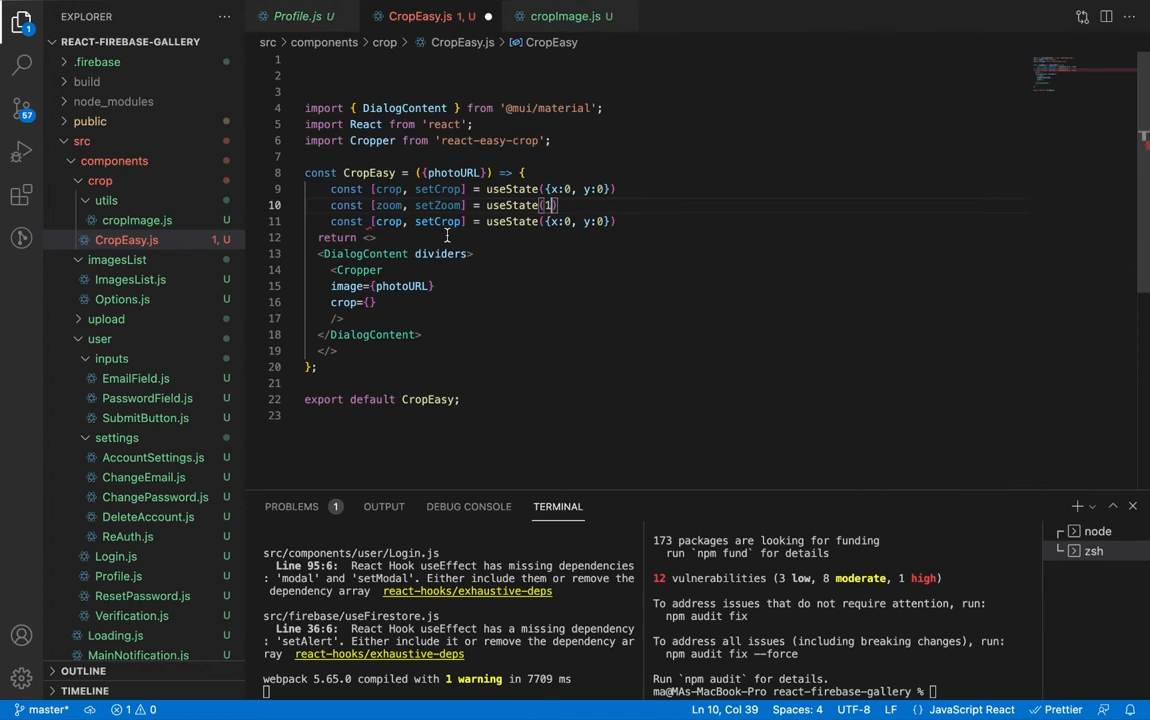 EXPLORER
Profile.js U
CropEasy.js 1, U
cropImage.js U
REACT-FIREBASE-GALLERY
src > components > crop > CropEasy.js > CropEasy
.firebase
build
node_modules
public
src
components
crop
utils
cropImage.js U
CropEasy.js 1, U
imagesList
ImagesList.js U
Options.js U
upload
user
inputs
EmailField.js U
PasswordField.js U
SubmitButton.js U
settings
AccountSettings.js U
ChangeEmail.js U
ChangePassword.js U
DeleteAccount.js U
ReAuth.js U
Login.js U
Profile.js U
ResetPassword.js U
Verification.js U
Loading.js U
MainNotification.js U
OUTLINE
TIMELINE
1
2
3
4 import { DialogContent } from '@mui/material';
5 import React from 'react';
6 import Cropper from 'react-easy-crop';
7
8 const CropEasy = ({photoURL}) => {
9 const [crop, setCrop] = useState({x:0, y:0})
10 const [zoom, setZoom] = useState(1)
11 const [crop, setCrop] = useState({x:0, y:0})
12 return <>
13 <DialogContent dividers>
14 <Cropper
15 image={photoURL}
16 crop={}
17 />
18 </DialogContent>
19 </>
20 };
21
22 export default CropEasy;
23
PROBLEMS 1 OUTPUT DEBUG CONSOLE TERMINAL
src/components/user/Login.js
Line 95:6: React Hook useEffect has missing dependencies
: 'modal' and 'setModal'. Either include them or remove the
dependency array react-hooks/exhaustive-deps
src/firebase/useFirestore.js
Line 36:6: React Hook useEffect has a missing dependency
: 'setAlert'. Either include it or remove the dependency ar
ray react-hooks/exhaustive-deps
webpack 5.65.0 compiled with 1 warning in 7709 ms
173 packages are looking for funding
run `npm fund` for details
12 vulnerabilities (3 low, 8 moderate, 1 high)
To address issues that do not require attention, run:
npm audit fix
To address all issues (including breaking changes), run:
npm audit fix --force
Run `npm audit` for details.
ma@MAs-MacBook-Pro react-firebase-gallery %
node
zsh
1
57
master* 1 0
Ln 10, Col 39 Spaces: 4 UTF-8 LF {} JavaScript React Prettier